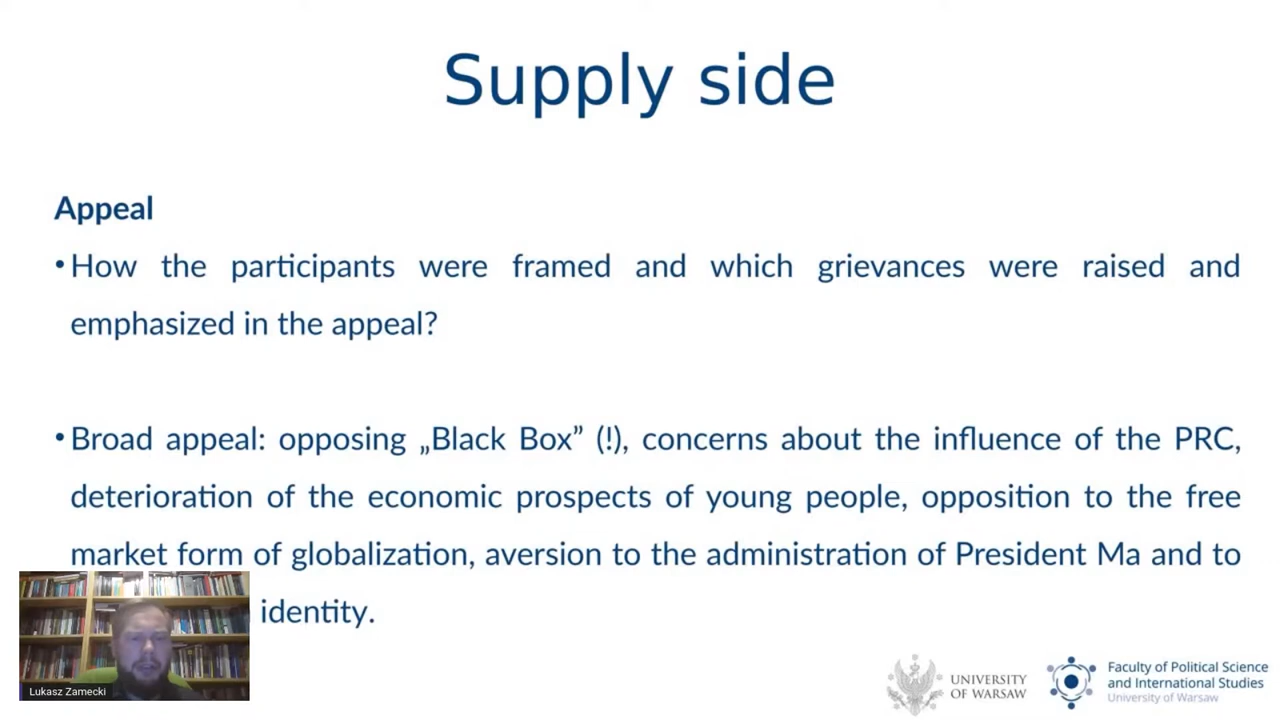 Supply side
Appeal
•How the participants were framed and which grievances were raised and
emphasized in the appeal?
•Broad appeal: opposing „Black Box” (!), concerns about the influence of the PRC,
deterioration of the economic prospects of young people, opposition to the free
market form of globalization, aversion to the administration of President Ma and to
identity.
Lukasz Zamecki
UNIVERSITY
OF WARSAW
Faculty of Political Science
and International Studies
University of Warsaw